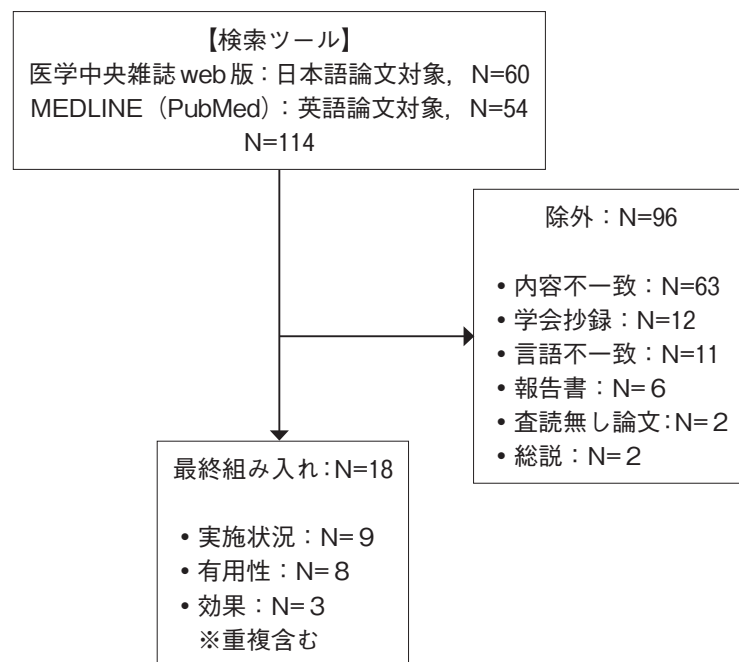 【検索ツール】
医学中央雑誌web版：日本語論文対象，N=60
MEDLINE（PubMed）：英語論文対象，N=54
N=114
除外：N=96
• 内容不一致：N=63
• 学会抄録：N=12
• 言語不一致：N=11
• 報告書：N=６
• 査読無し論文：N=２
• 総説：N=２
最終組み入れ：N=18
• 実施状況：N=９
• 有用性：N=８
• 効果：N=３
※重複含む